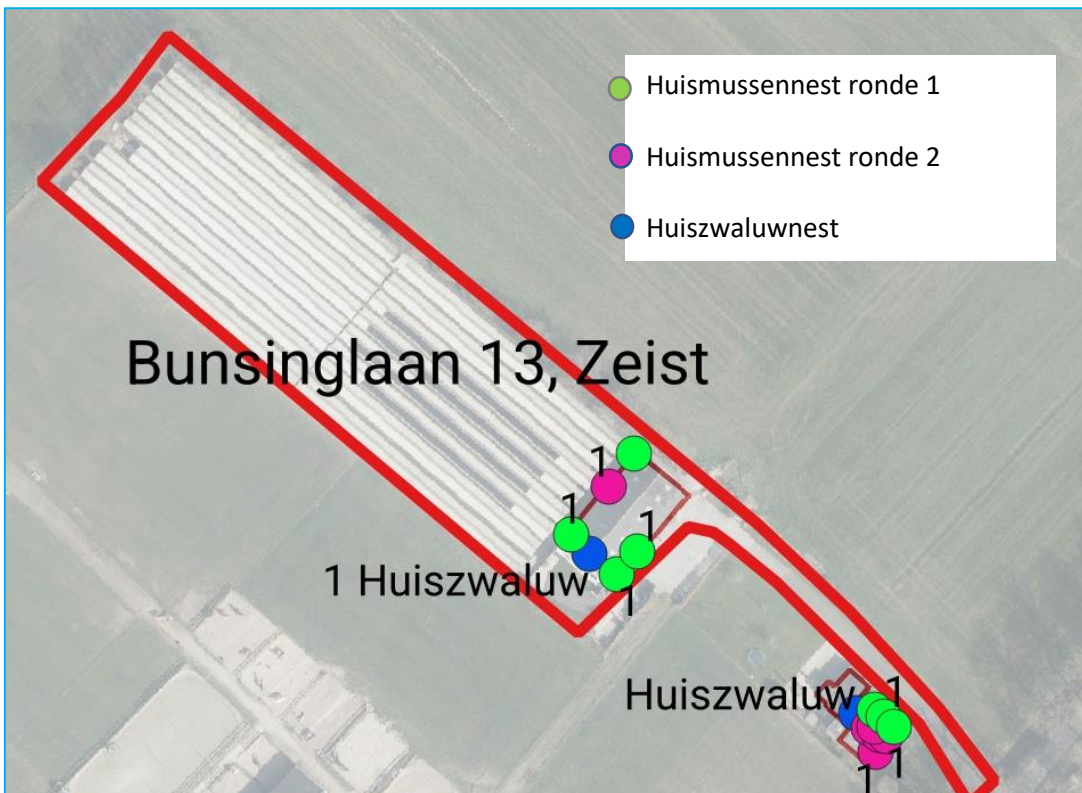 Huismussennest ronde 1
Huismussennest ronde 2
Huiszwaluwnest
Bunsinglaan 13, Zeist
1
1
1
1 Huiszwaluw
1
Huiszwaluw
1
1
1